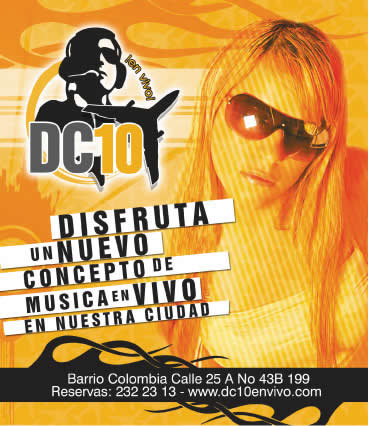 ¡en vivo!
DC10
DISFRUTA
UN NUEVO
CONCEPTO DE
MUSICA EN VIVO
EN NUESTRA CIUDAD
Barrio Colombia Calle 25 A No 43B 199
Reservas: 232 23 13 - www.dc10envivo.com